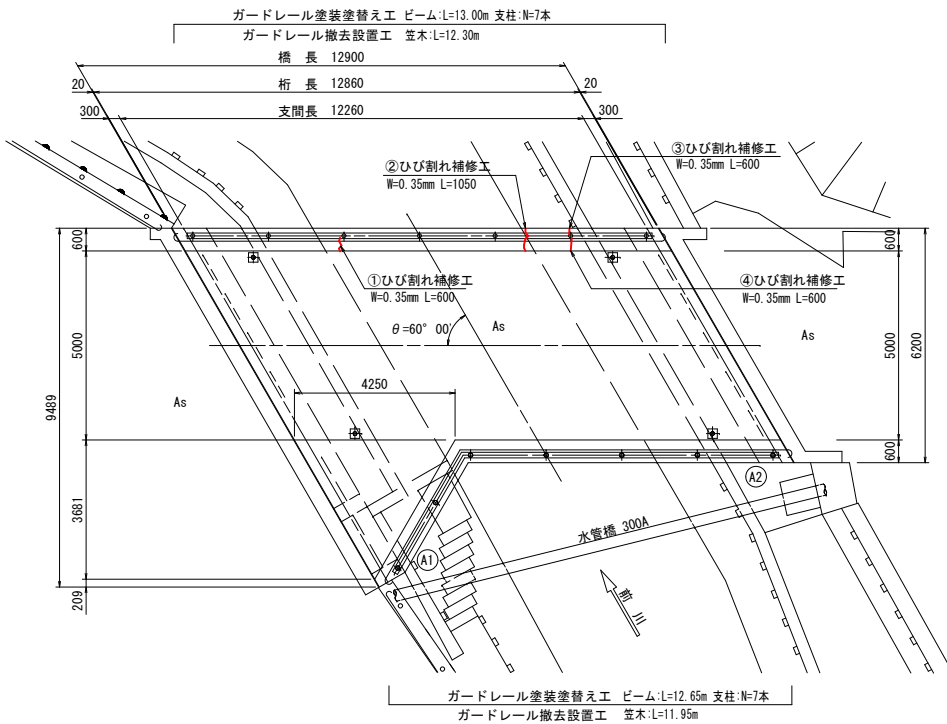 ガードレール塗装塗替え工 ビーム:L=13.00m 支柱:N=7本
ガードレール撤去設置工 笠木:L=12.30m
橋 長 12900
20
桁 長 12860
20
300
支間長 12260
300
②ひび割れ補修工
W=0.35mm L=1050
③ひび割れ補修工
W=0.35mm L=600
600
600
①ひび割れ補修工
W=0.35mm L=600
④ひび割れ補修工
W=0.35mm L=600
θ=60° 00'
As
As
5000
5000
6200
9489
4250
As
600
A2
3681
水管橋 300A
A1
209
前川
ガードレール塗装塗替え工 ビーム:L=12.65m 支柱:N=7本
ガードレール撤去設置工 笠木:L=11.95m